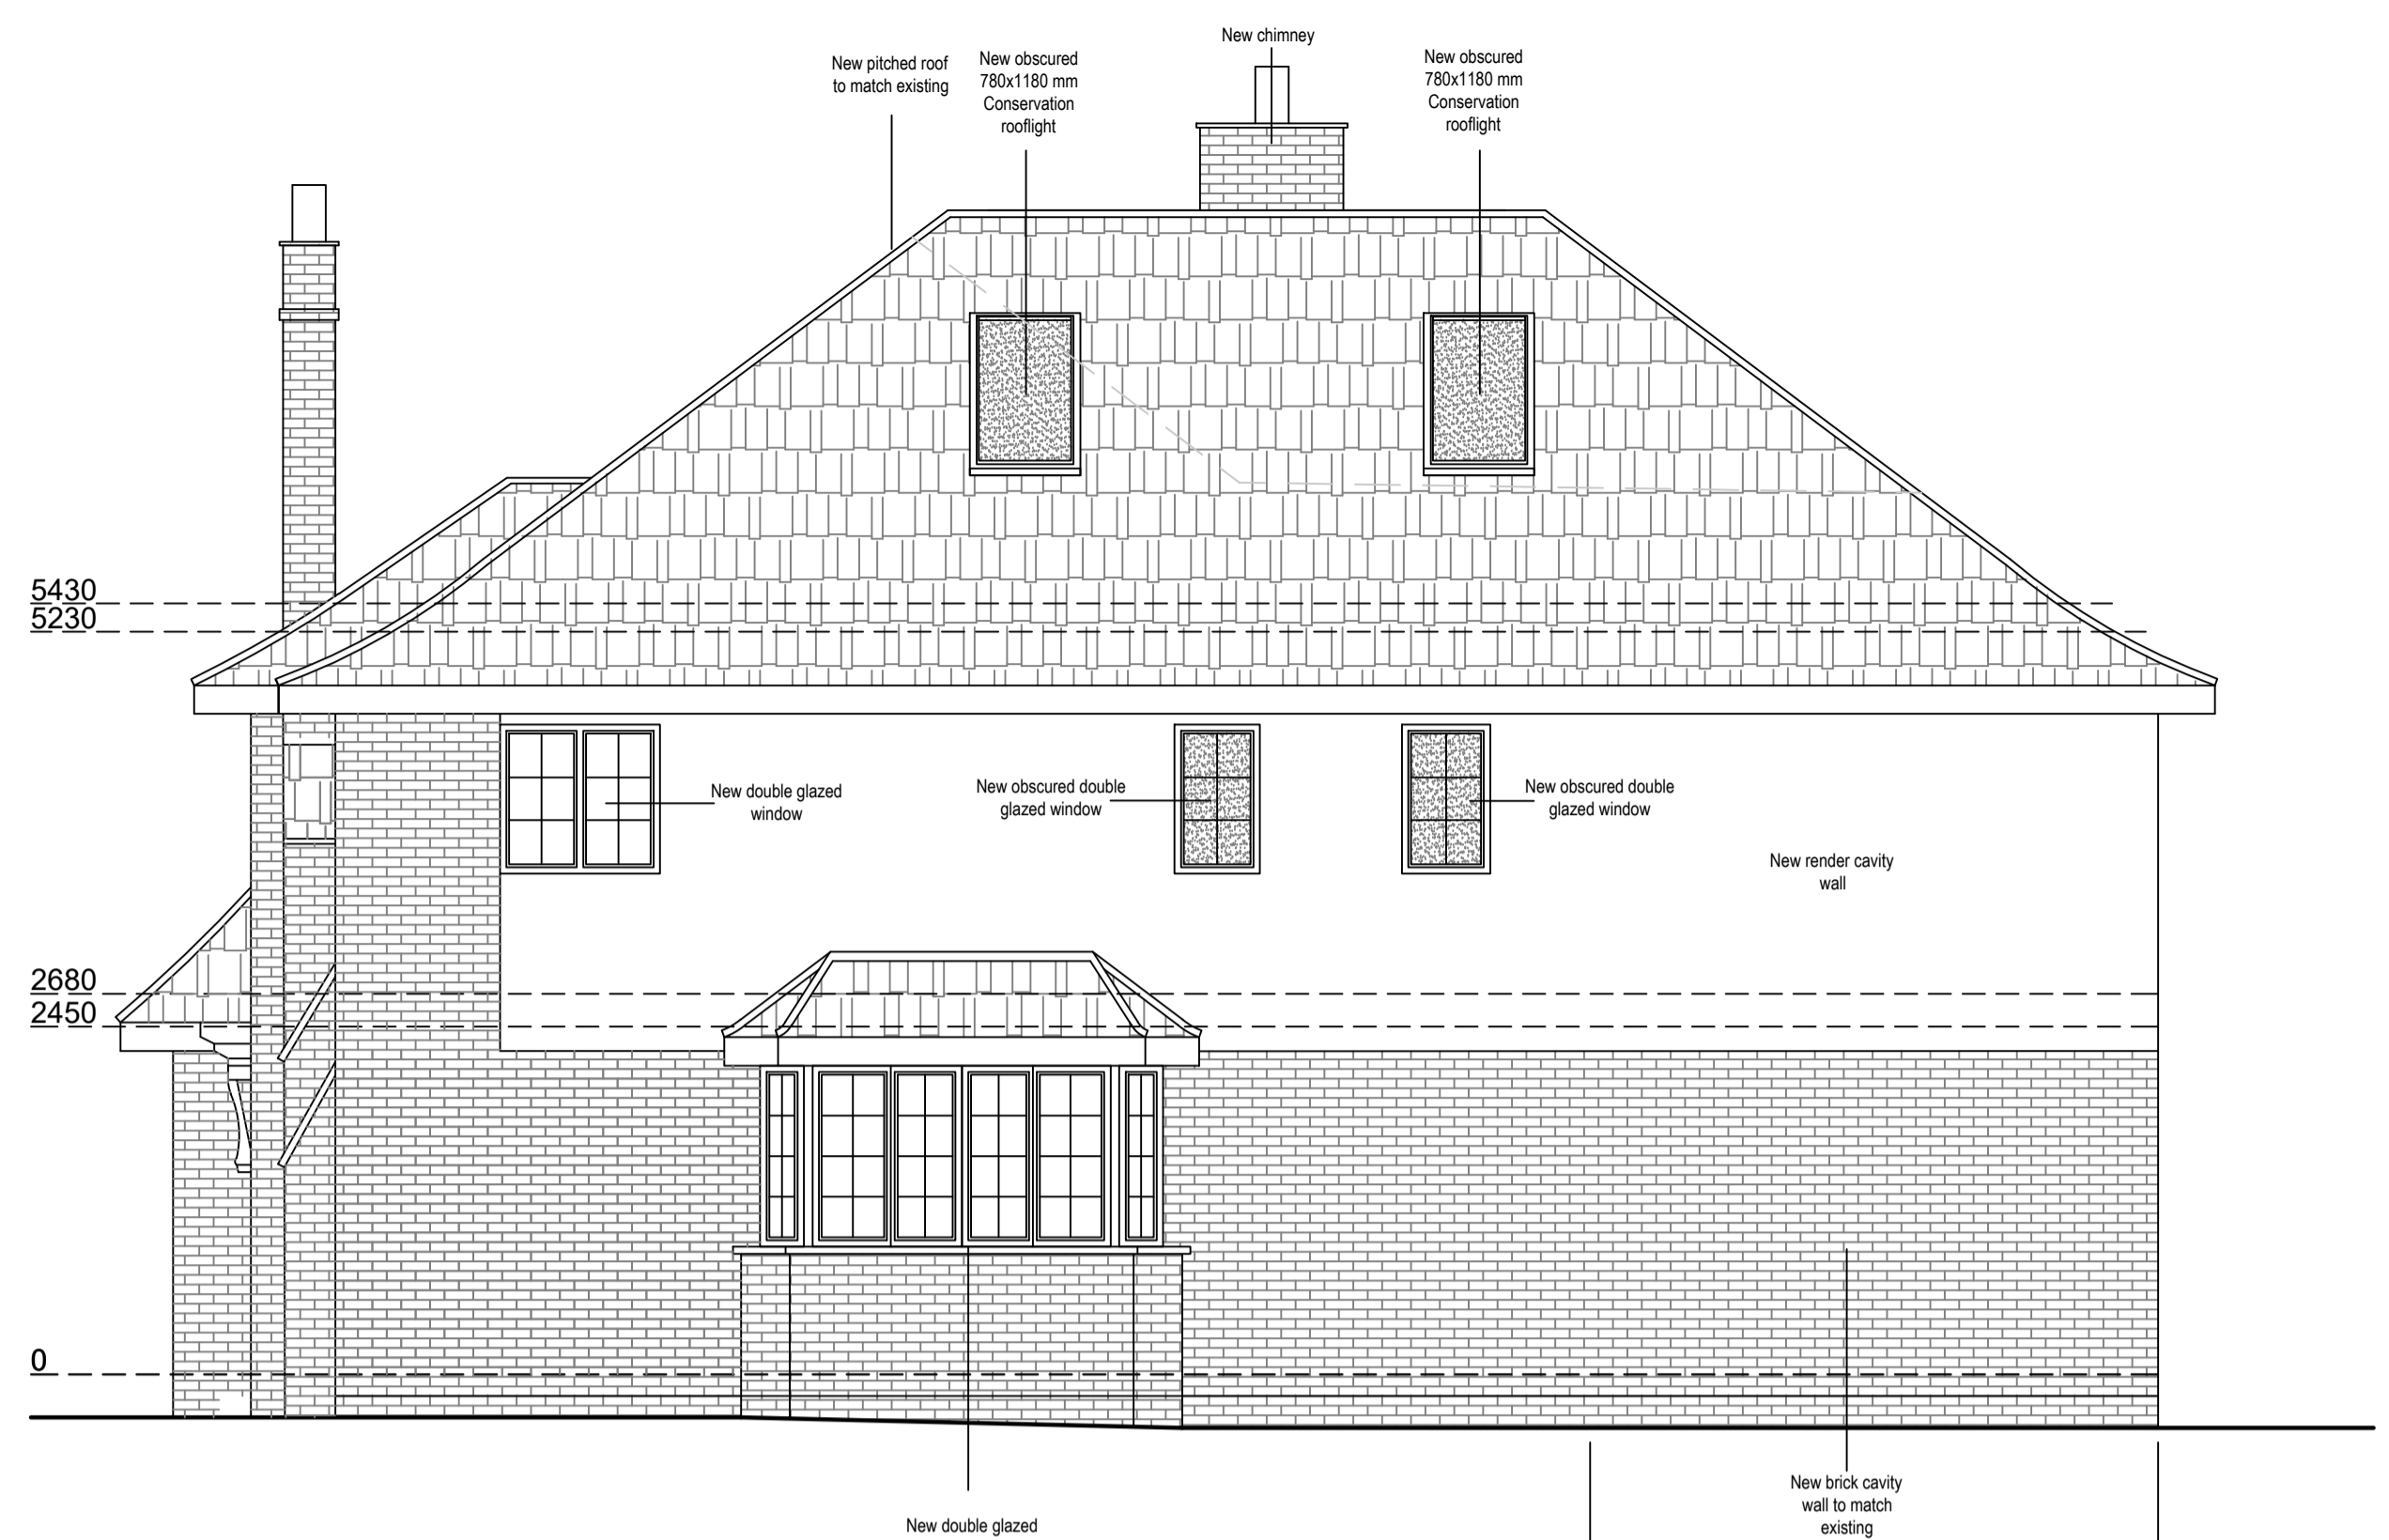 New chimney
New pitched roof
to match existing
New obscured
780x1180 mm
Conservation
rooflight
New obscured
780x1180 mm
Conservation
rooflight
5430
5230
New double glazed
window
New obscured double
glazed window
New obscured double
glazed window
New render cavity
wall
2680
2450
0
New double glazed
New brick cavity
wall to match
existing